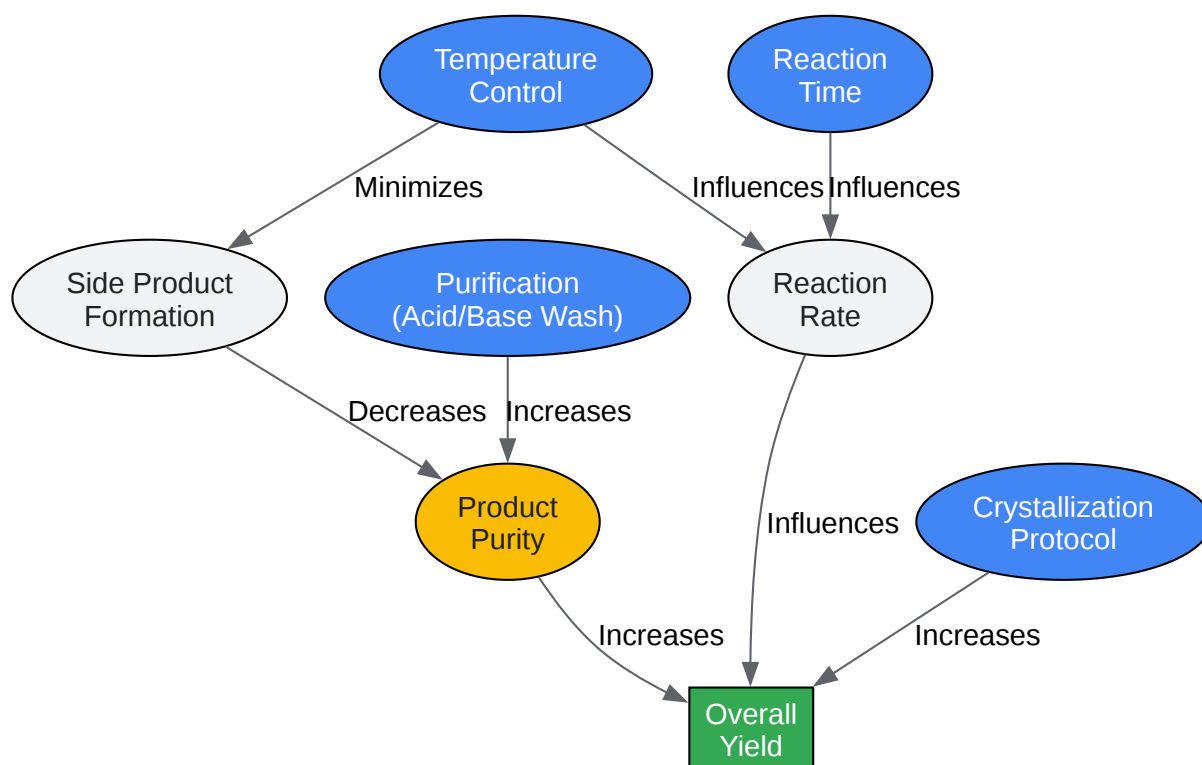 Temperature
Control
Reaction
Time
Minimizes
Influences
Influences
Side Product
Formation
Purification
(Acid/Base Wash)
Reaction
Rate
Decreases
Increases
Product
Purity
Influences
Crystallization
Protocol
Increases
Increases
Overall
Yield